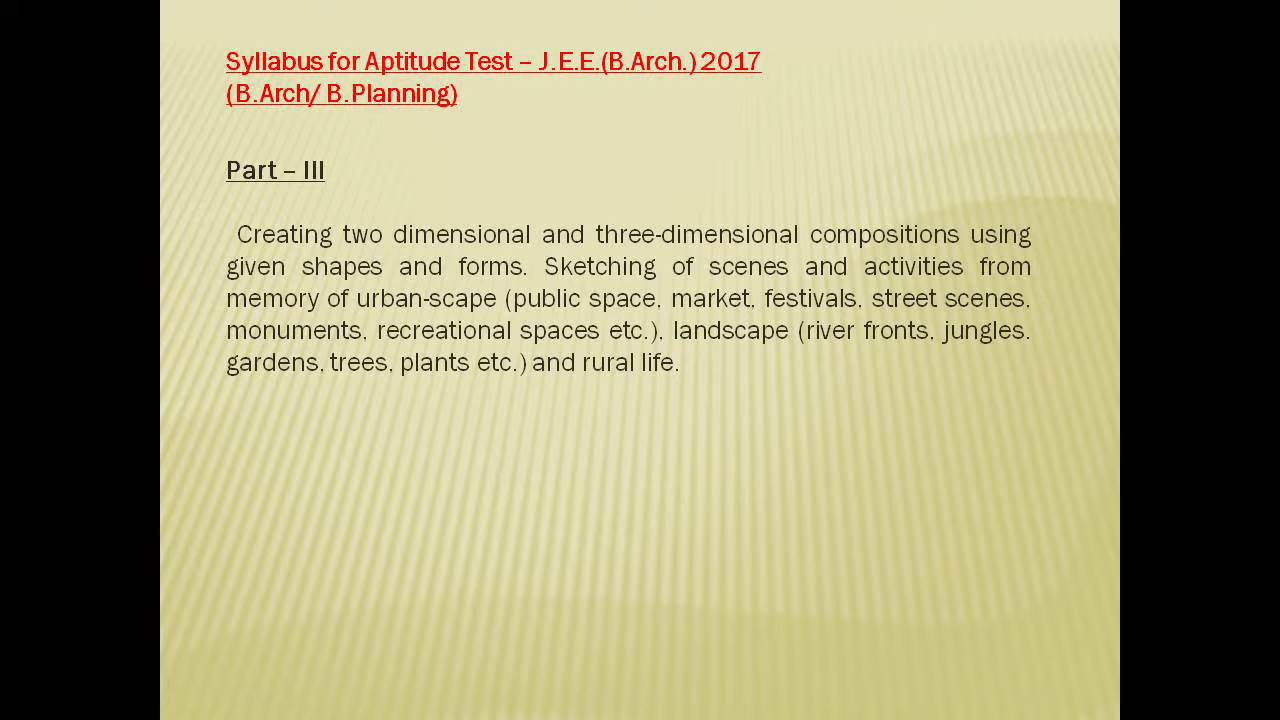 Syllabus for Aptitude Test – J.E.E.(B.Arch.) 2017
(B.Arch/ B.Planning)
Part – III
Creating two dimensional and three-dimensional compositions using
given shapes and forms. Sketching of scenes and activities from
memory of urban-scape (public space, market, festivals, street scenes,
monuments, recreational spaces etc.), landscape (river fronts, jungles.
gardens, trees, plants etc.) and rural life.